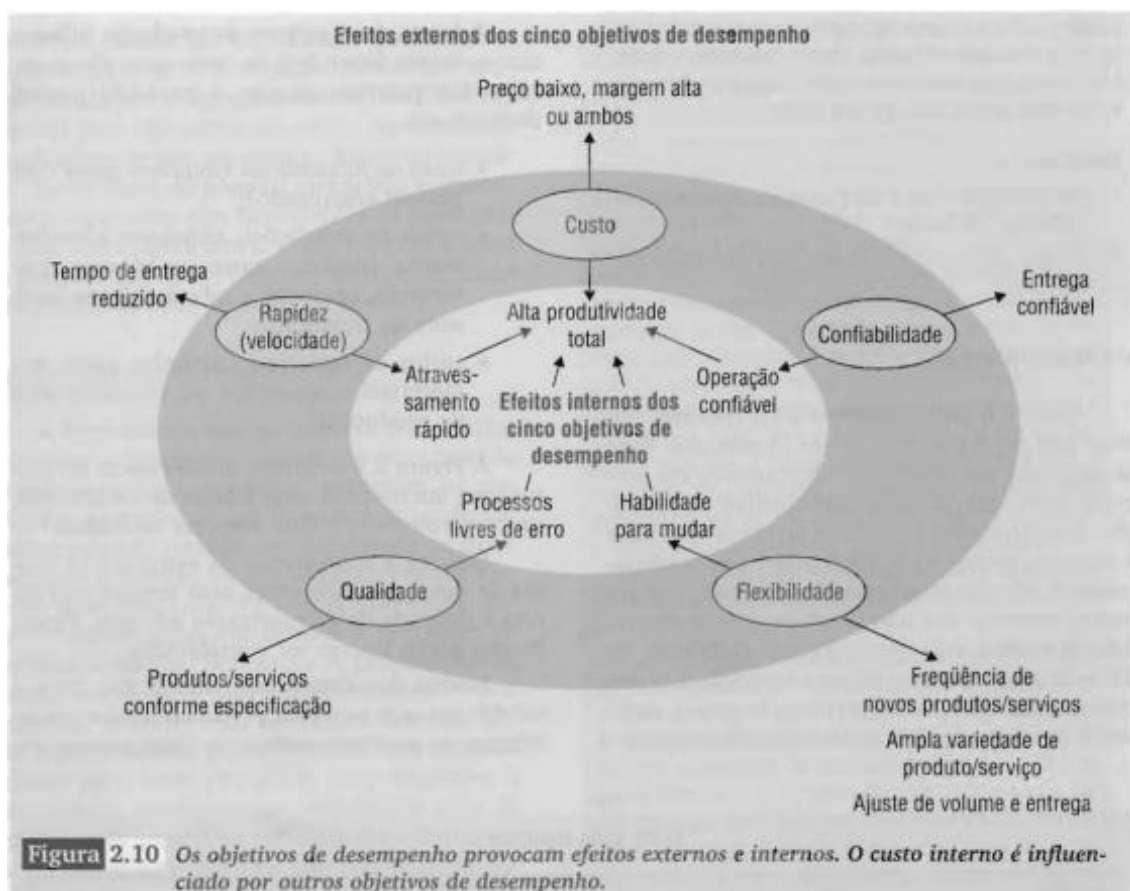 Efeitos externos dos cinco objetivos de desempenho
Preço baixo, margem alta
ou ambos
Custo
Tempo de entrega
reduzido
Rapidez
(velocidade)
Alta produtividade
total
Confiabilidade
Entrega
confiável
Atraves-
samento
rápido
Operação
confiável
Efeitos internos dos
cinco objetivos de
desempenho
Processos
livres de erro
Habilidade
para mudar
Qualidade
Flexibilidade
Produtos/serviços
conforme especificação
Freqüência de
novos produtos/serviços
Ampla variedade de
produto/serviço
Ajuste de volume e entrega
Figura 2.10 Os objetivos de desempenho provocam efeitos externos e internos. O custo interno é influen-
ciado por outros objetivos de desempenho.